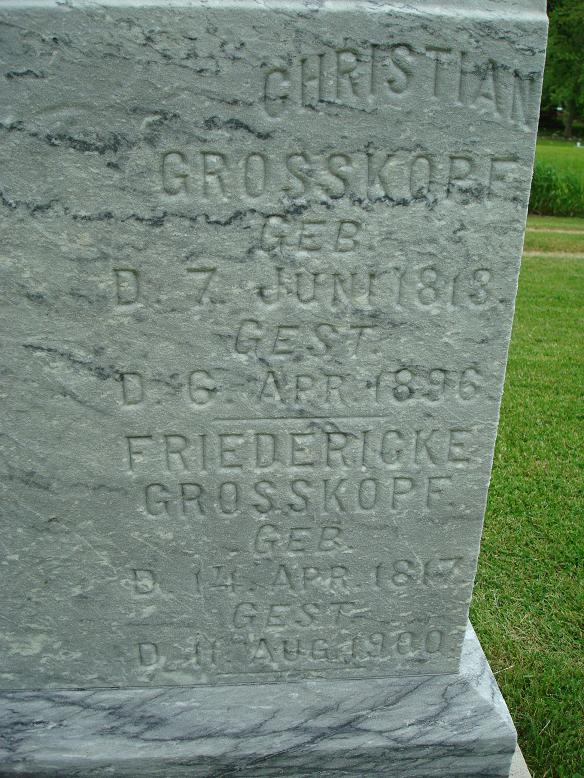 CHRISTIAN
GROSSKOPF
GEB.
D. 7. JUNI 1813.
GEST.
D. 6. APR. 1896
FRIEDERICKE
GROSSKOPF.
GEB.
D. 14. APR. 1817.
GEST.
D. 11. AUG. 1900.